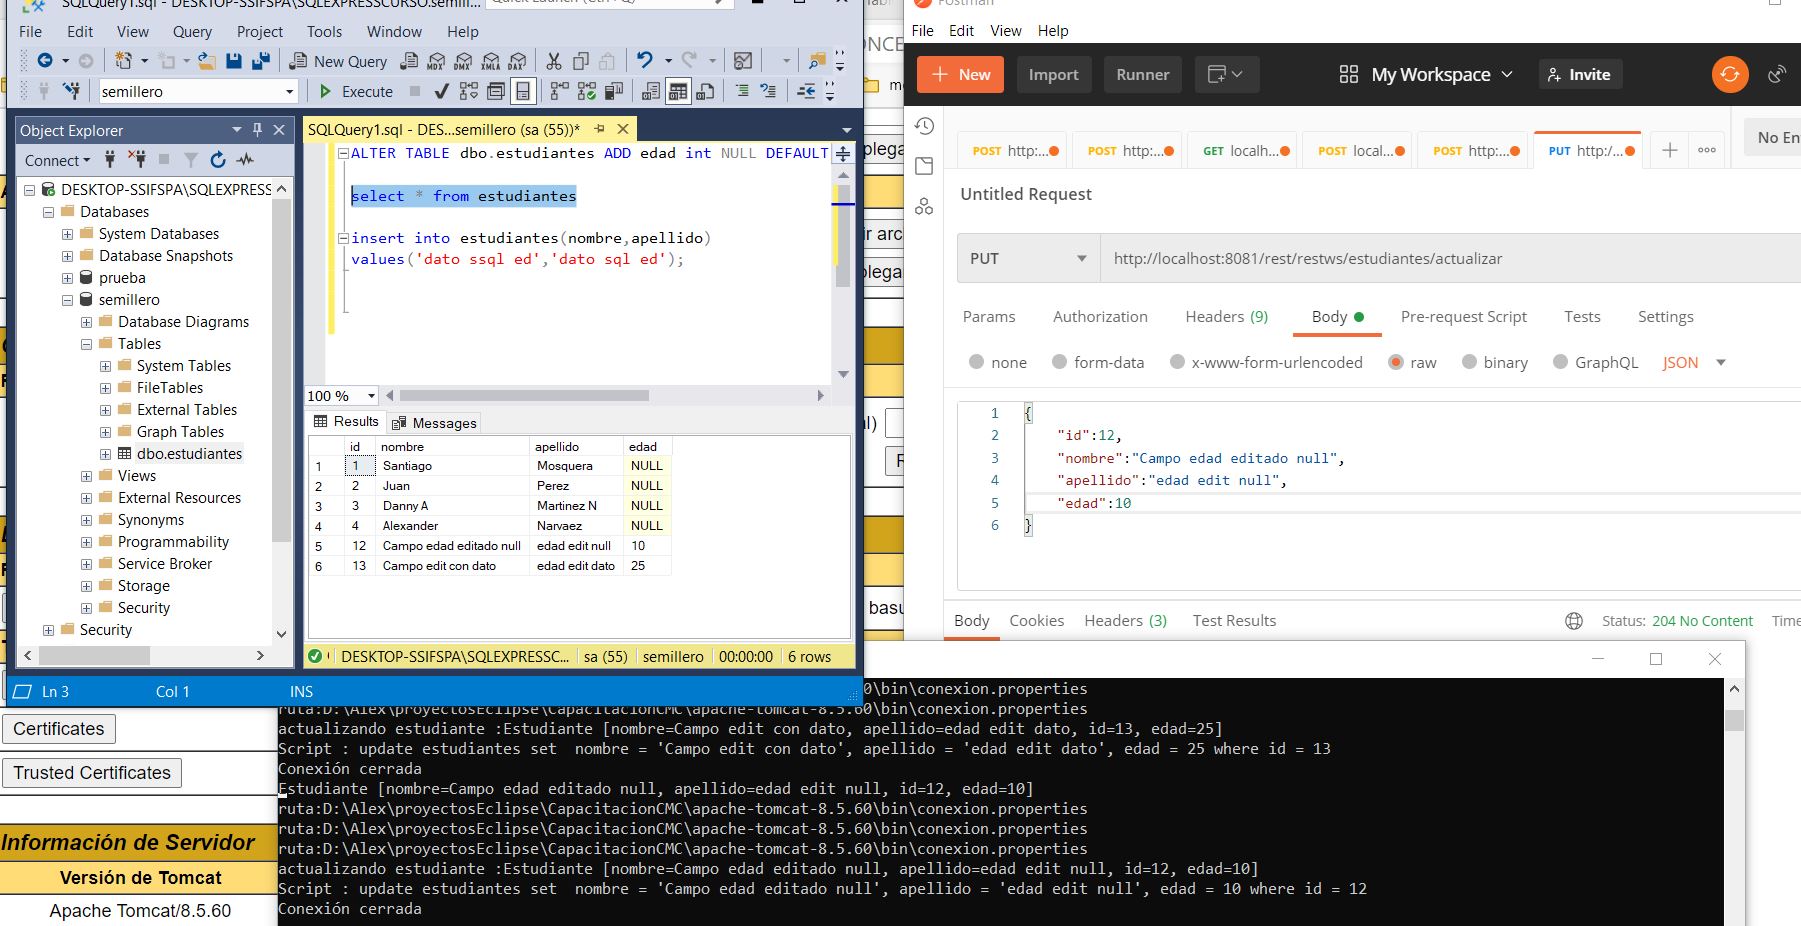 SQLQuery1.sql - DESKTOP-SSIFSPA\SQLEXPRESSCURSO.semill...
Quick Launch (Ctrl+Q)
File Edit View Query Project Tools Window Help
New Query
MDX DMX XMLA DAX
semillero
Execute
Object Explorer
Connect
DESKTOP-SSIFSPA\SQLEXPRESS
Databases
System Databases
Database Snapshots
prueba
semillero
Database Diagrams
Tables
System Tables
FileTables
External Tables
Graph Tables
dbo.estudiantes
Views
External Resources
Synonyms
Programmability
Service Broker
Storage
Security
Security
SQLQuery1.sql - DES...semillero (sa (55))*
ALTER TABLE dbo.estudiantes ADD edad int NULL DEFAULT
select * from estudiantes
insert into estudiantes(nombre,apellido)
values('dato ssql ed','dato sql ed');
100 %
Results Messages
id nombre apellido edad
1 1 Santiago Mosquera NULL
2 2 Juan Perez NULL
3 3 Danny A Martinez N NULL
4 4 Alexander Narvaez NULL
5 12 Campo edad editado null edad edit null 10
6 13 Campo edit con dato edad edit dato 25
DESKTOP-SSIFSPA\SQLEXPRESSC... sa (55) semillero 00:00:00 6 rows
Ln 3 Col 1 INS
Postman
File Edit View Help
New Import Runner My Workspace Invite
POST http:... POST http:... GET localh... POST local... POST http:... PUT http:/... No En
Untitled Request
PUT http://localhost:8081/rest/restws/estudiantes/actualizar
Params Authorization Headers (9) Body Pre-request Script Tests Settings
none form-data x-www-form-urlencoded raw binary GraphQL JSON
1 {
2 "id":12,
3 "nombre":"Campo edad editado null",
4 "apellido":"edad edit null",
5 "edad":10
6 }
Body Cookies Headers (3) Test Results Status: 204 No Content Time
0\bin\conexion.properties
ruta:D:\Alex\proyectosEclipse\CapacitacionCMC\apache-tomcat-8.5.60\bin\conexion.properties
actualizando estudiante :Estudiante [nombre=Campo edit con dato, apellido=edad edit dato, id=13, edad=25]
Script : update estudiantes set  nombre = 'Campo edit con dato', apellido = 'edad edit dato', edad = 25 where id = 13
Conexión cerrada
Estudiante [nombre=Campo edad editado null, apellido=edad edit null, id=12, edad=10]
ruta:D:\Alex\proyectosEclipse\CapacitacionCMC\apache-tomcat-8.5.60\bin\conexion.properties
ruta:D:\Alex\proyectosEclipse\CapacitacionCMC\apache-tomcat-8.5.60\bin\conexion.properties
ruta:D:\Alex\proyectosEclipse\CapacitacionCMC\apache-tomcat-8.5.60\bin\conexion.properties
actualizando estudiante :Estudiante [nombre=Campo edad editado null, apellido=edad edit null, id=12, edad=10]
Script : update estudiantes set  nombre = 'Campo edad editado null', apellido = 'edad edit null', edad = 10 where id = 12
Conexión cerrada
Certificates
Trusted Certificates
Información de Servidor
Versión de Tomcat
Apache Tomcat/8.5.60